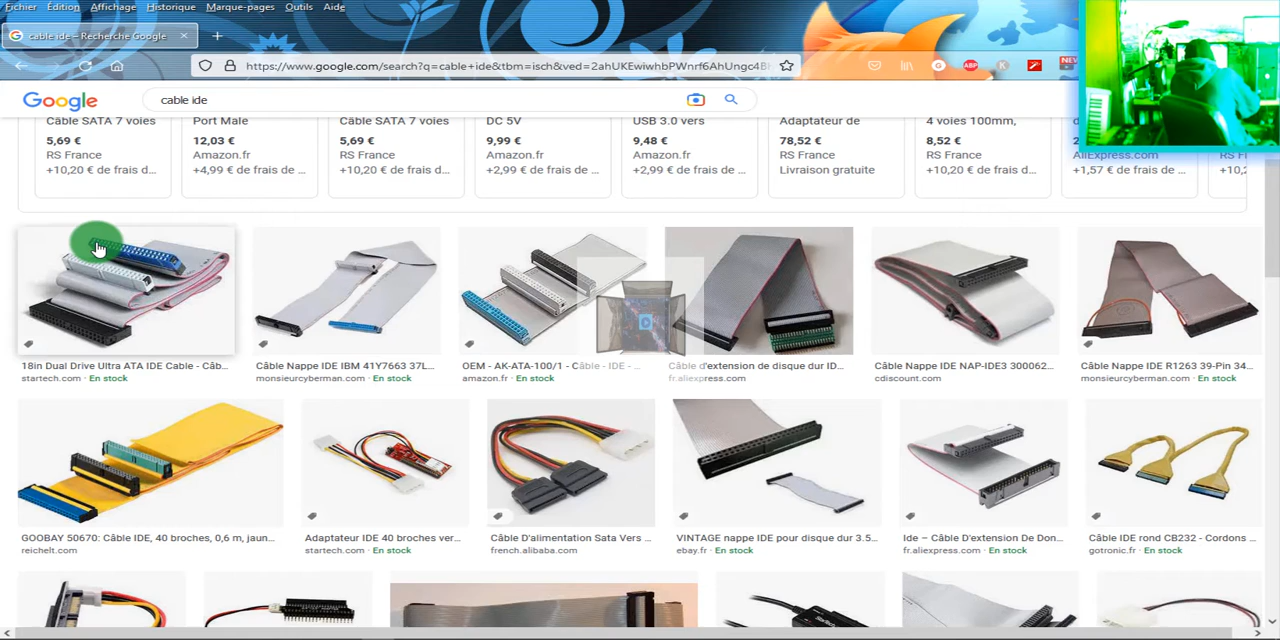 Fichier Édition Affichage Historique Marque-pages Outils Aide
cable ide – Recherche Google
https://www.google.com/search?q=cable+ide&tbm=isch&ved=2ahUKEwiwhbPWnrf6AhUngc4BH
ABP
NEW
Google
cable ide
Câble SATA 7 voies
5,69 €
RS France
+10,20 € de frais d...
Port Male
12,03 €
Amazon.fr
+4,99 € de frais de ...
Câble SATA 7 voies
5,69 €
RS France
+10,20 € de frais d...
DC 5V
9,99 €
Amazon.fr
+2,99 € de frais de ...
USB 3.0 vers
9,48 €
Amazon.fr
+2,99 € de frais de ...
Adaptateur de
78,52 €
RS France
Livraison gratuite
4 voies 100mm,
8,52 €
RS France
+10,20 € de frais d...
AliExpress.com
+1,57 € de frais de ...
RS F
+10,2
18in Dual Drive Ultra ATA IDE Cable - Câb...
startech.com · En stock
Câble Nappe IDE IBM 41Y7663 37L...
monsieurcyberman.com · En stock
OEM - AK-ATA-100/1 - Câble - IDE - ...
amazon.fr · En stock
Câble d'extension de disque dur ID...
fr.aliexpress.com
Câble Nappe IDE NAP-IDE3 300062...
cdiscount.com
Câble Nappe IDE R1263 39-Pin 34...
monsieurcyberman.com · En stock
GOOBAY 50670: Câble IDE, 40 broches, 0,6 m, jaun...
reichelt.com
Adaptateur IDE 40 broches ver...
startech.com · En stock
Câble D'alimentation Sata Vers ...
french.alibaba.com
VINTAGE nappe IDE pour disque dur 3.5...
ebay.fr · En stock
Ide – Câble D'extension De Don...
fr.aliexpress.com · En stock
Câble IDE rond CB232 - Cordons ...
gotronic.fr · En stock